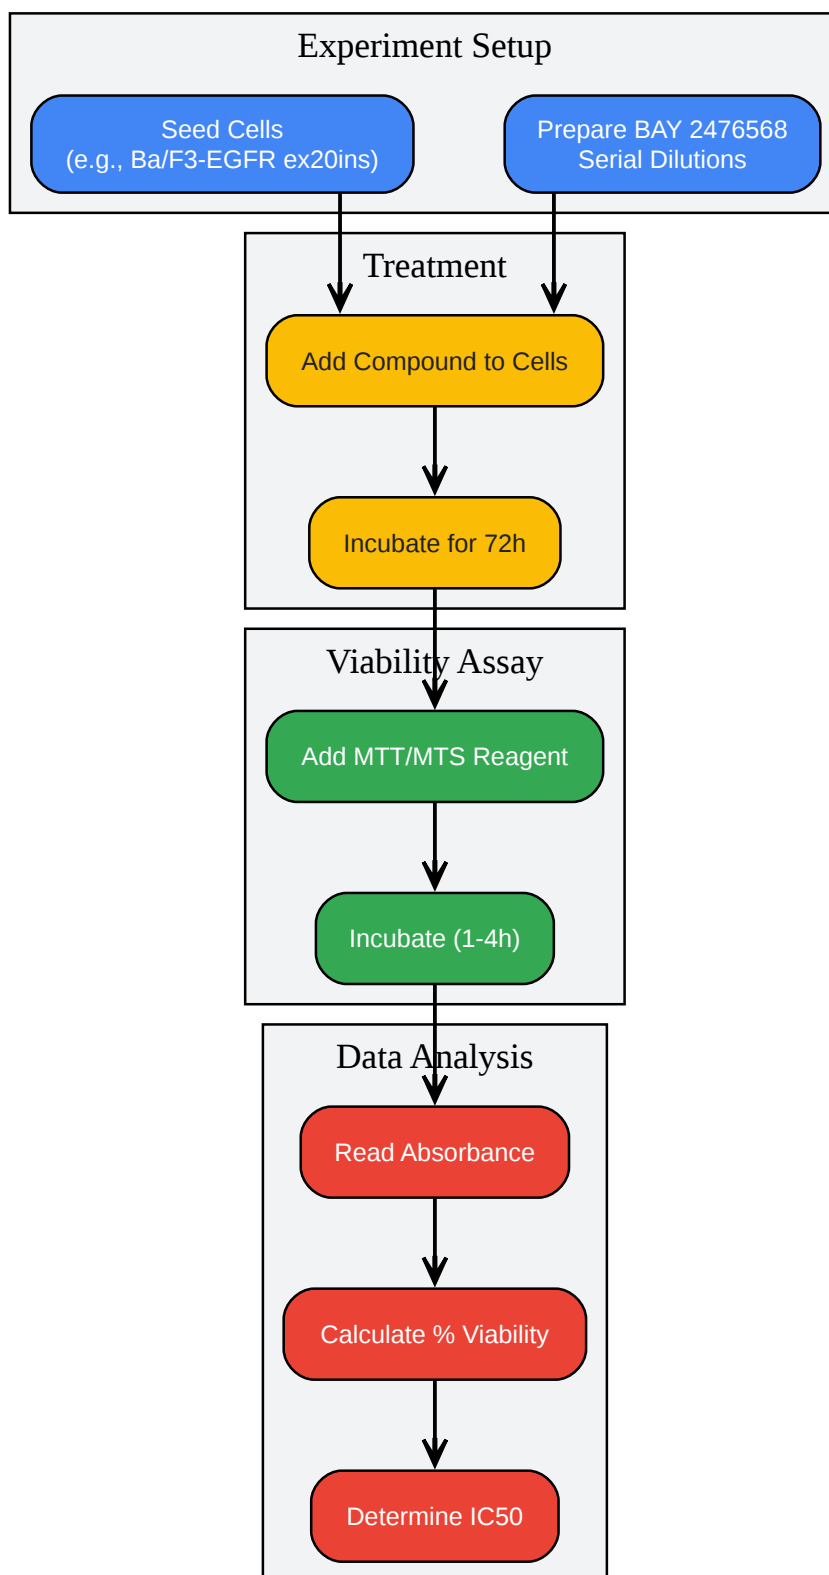 Experiment Setup
Seed Cells
(e.g., Ba/F3-EGFR ex20ins)
Prepare BAY 2476568
Serial Dilutions
Treatment
Add Compound to Cells
Incubate for 72h
Viability Assay
Add MTT/MTS Reagent
Incubate (1-4h)
Data Analysis
Read Absorbance
Calculate % Viability
Determine IC50